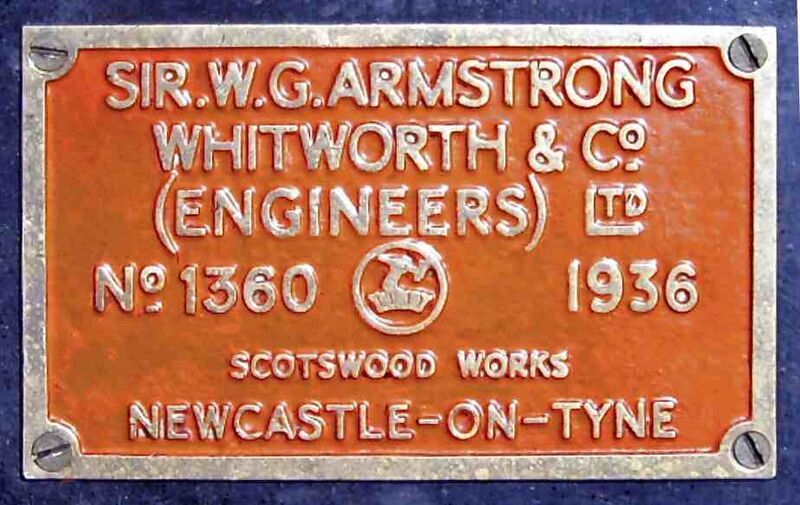 SIR.W.G.ARMSTRONG
WHITWORTH & Cº
(ENGINEERS) LTD
Nº 1360 1936
SCOTSWOOD WORKS
NEWCASTLE-ON-TYNE